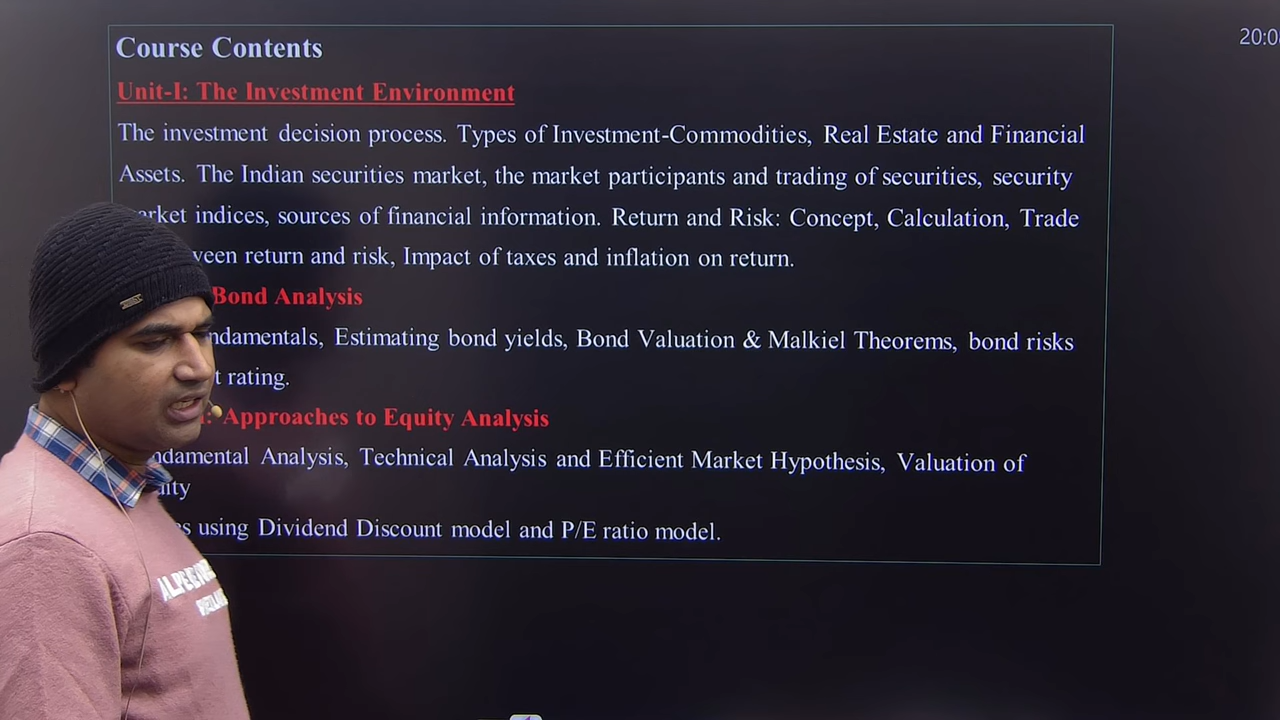 20:0
Course Contents
Unit-I: The Investment Environment
The investment decision process. Types of Investment-Commodities, Real Estate and Financial
Assets. The Indian securities market, the market participants and trading of securities, security
arket indices, sources of financial information. Return and Risk: Concept, Calculation, Trade
veen return and risk, Impact of taxes and inflation on return.
Bond Analysis
ndamentals, Estimating bond yields, Bond Valuation & Malkiel Theorems, bond risks
t rating.
: Approaches to Equity Analysis
ndamental Analysis, Technical Analysis and Efficient Market Hypothesis, Valuation of
uity
s using Dividend Discount model and P/E ratio model.